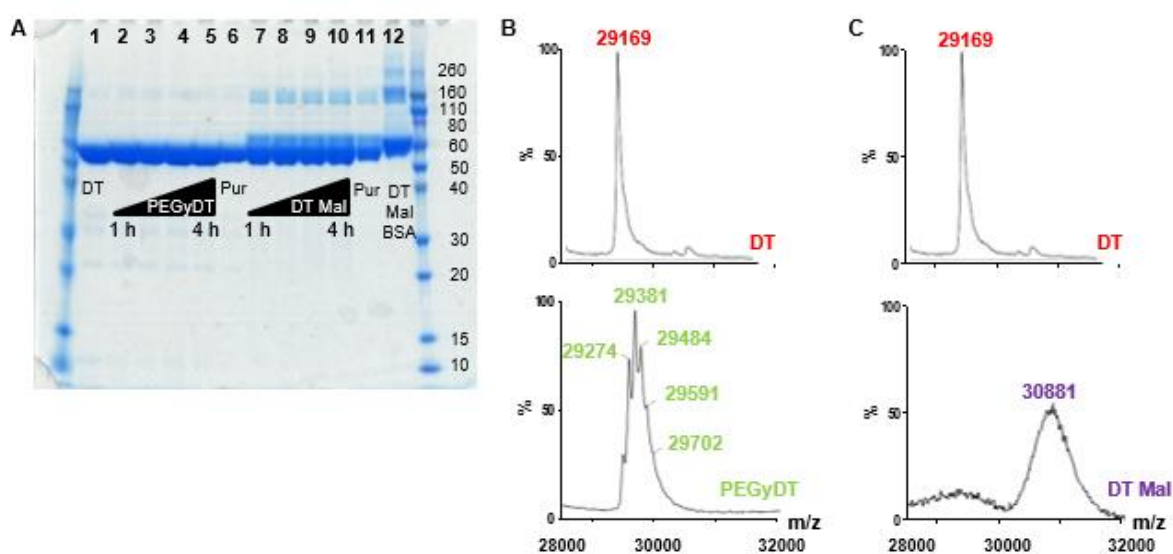 A
1 2 3 4 5 6 7 8 9 10 11 12
260
160
110
80
60
50
40
30
20
15
10
DT
PEGyDT
1 h 4 h
Pur
DT Mal
1 h 4 h
Pur
DT
Mal
BSA
B
29169
100
50
0
%
DT
29381
100
29484
29274
29591
50
%
29702
PEGyDT
0
m/z
28000 30000 32000
C
29169
100
50
0
%
DT
100
30881
50
%
DT Mal
0
m/z
28000 30000 32000